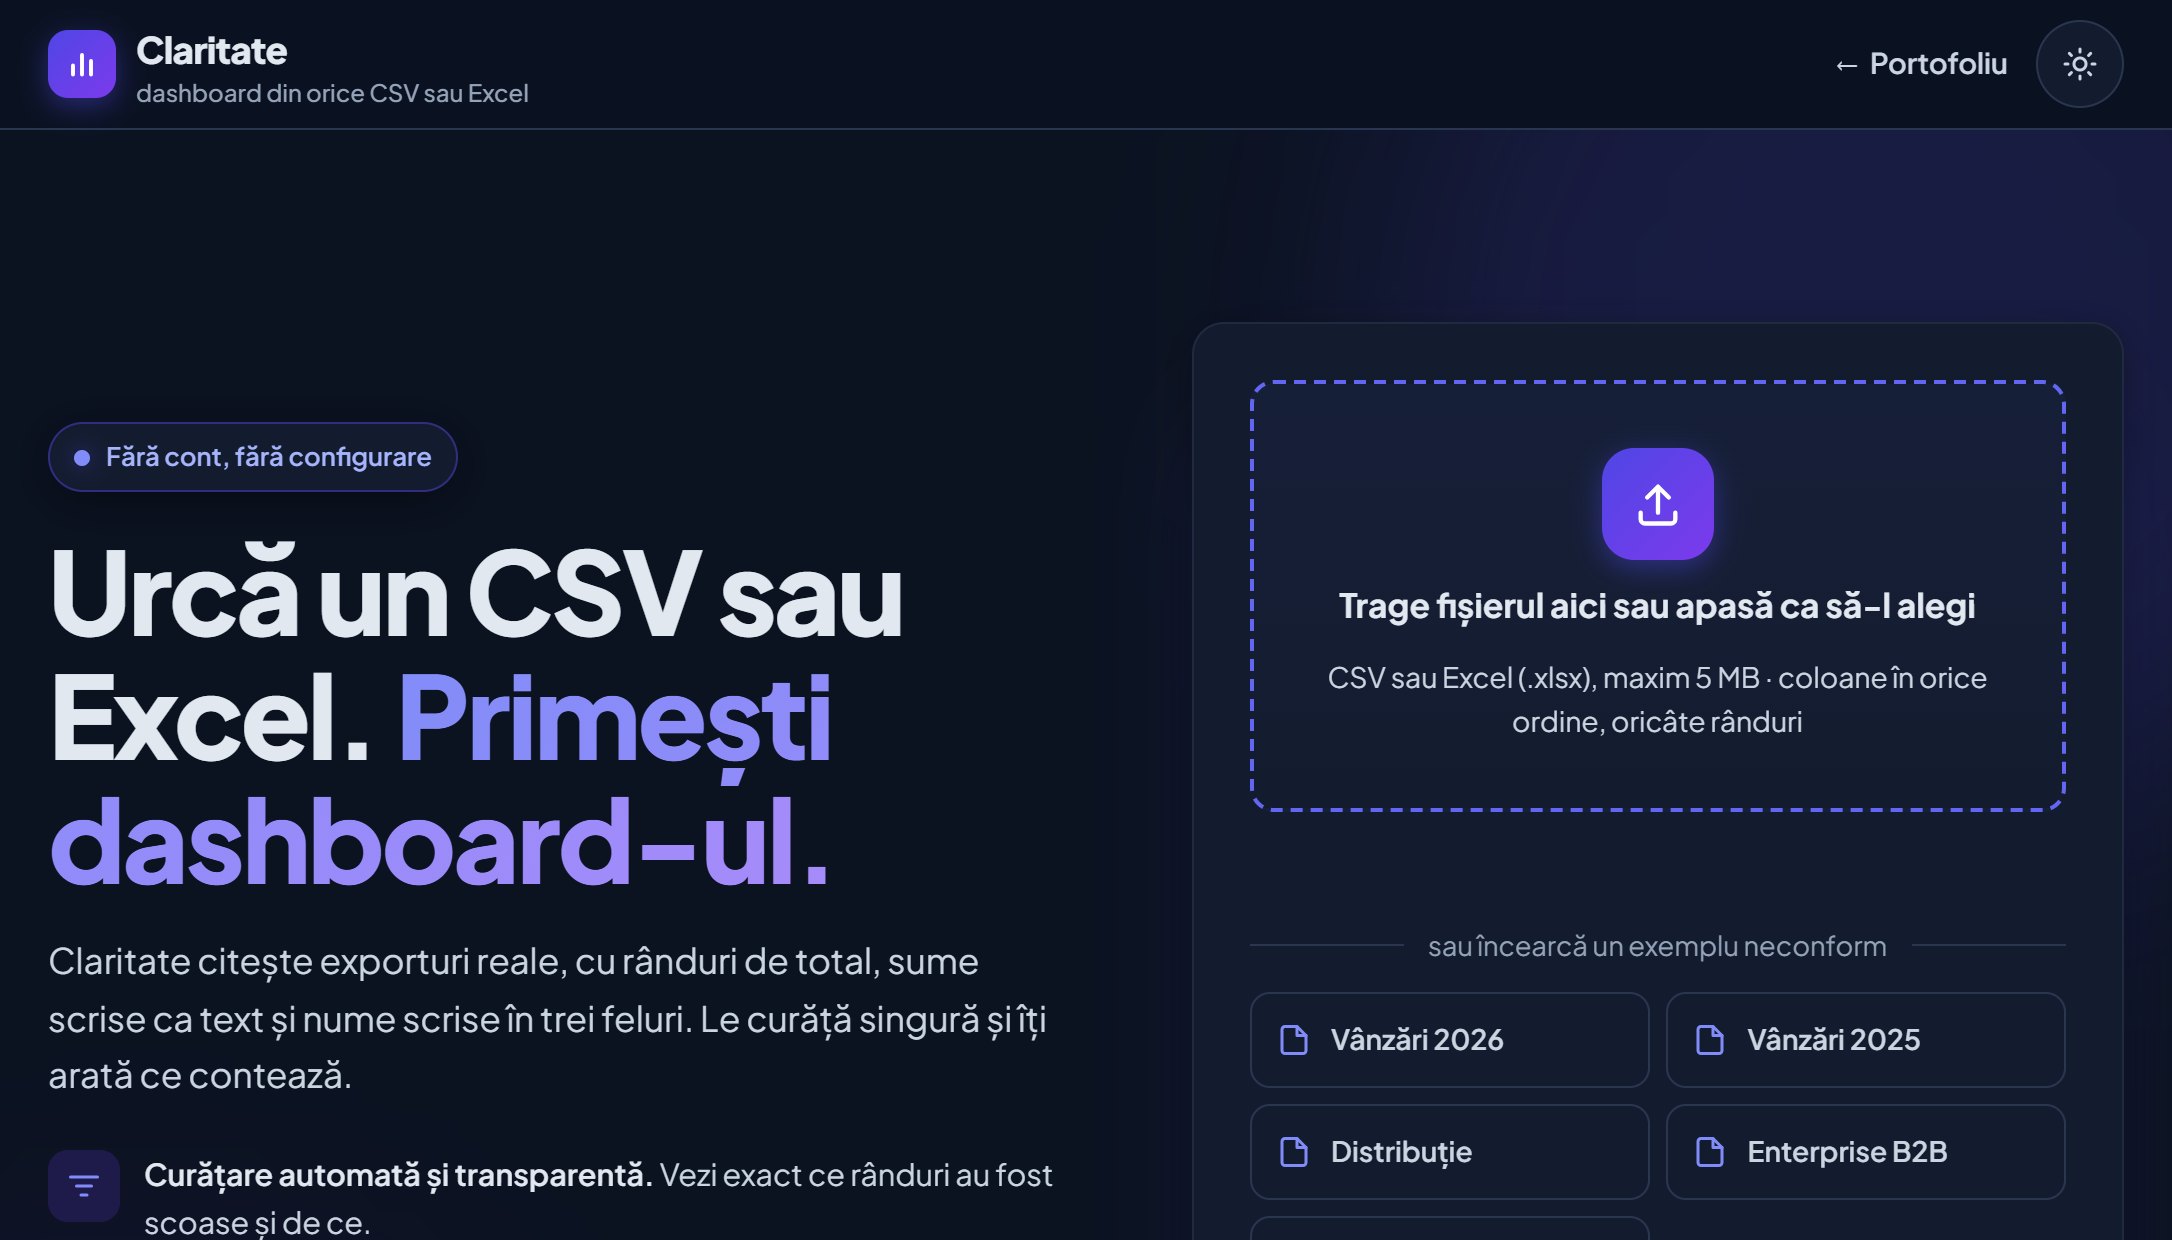 Claritate
dashboard din orice CSV sau Excel
← Portofoliu
Fără cont, fără configurare
Urcă un CSV sau
Excel. Primești
dashboard-ul.
Claritate citește exporturi reale, cu rânduri de total, sume
scrise ca text și nume scrise în trei feluri. Le curăță singură și îți
arată ce contează.
Curățare automată și transparentă. Vezi exact ce rânduri au fost
scoase și de ce.
Trage fișierul aici sau apasă ca să-l alegi
CSV sau Excel (.xlsx), maxim 5 MB · coloane în orice
ordine, oricâte rânduri
sau încearcă un exemplu neconform
Vânzări 2026
Vânzări 2025
Distribuție
Enterprise B2B